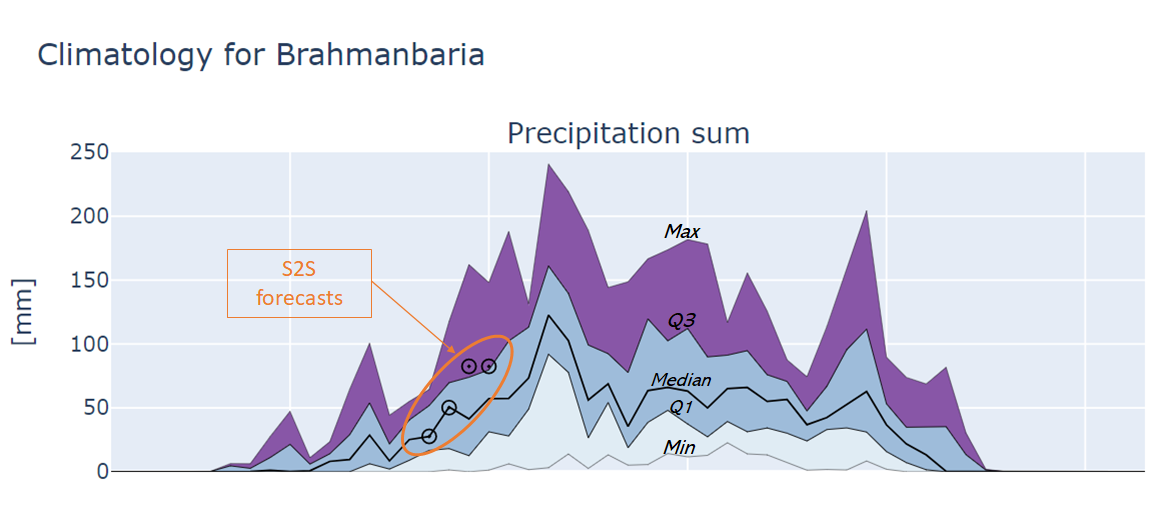 Climatology for Brahmanbaria
Precipitation sum
250
200
150
100
50
0
[mm]
S2S
forecasts
Max
Q3
Median
Q1
Min